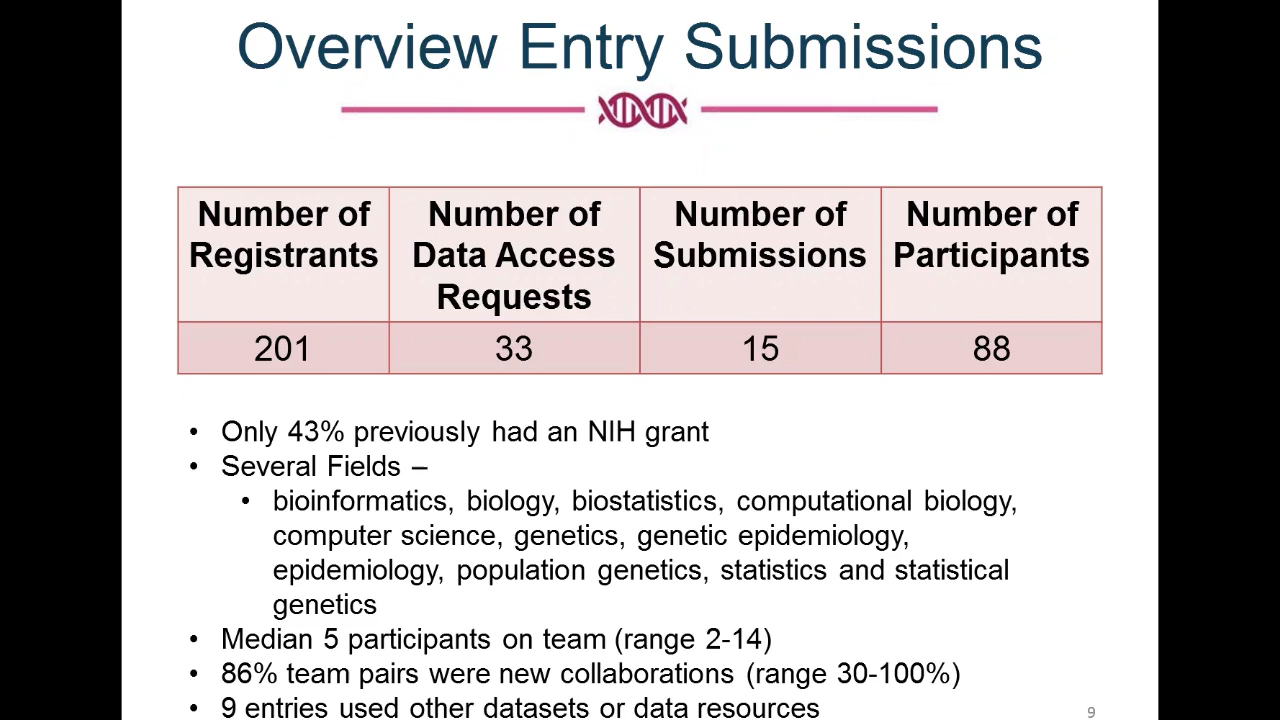 Overview Entry Submissions
Number of Registrants
Number of Data Access Requests
Number of Submissions
Number of Participants
201
33
15
88
• Only 43% previously had an NIH grant
• Several Fields –
• bioinformatics, biology, biostatistics, computational biology,
computer science, genetics, genetic epidemiology,
epidemiology, population genetics, statistics and statistical
genetics
• Median 5 participants on team (range 2-14)
• 86% team pairs were new collaborations (range 30-100%)
• 9 entries used other datasets or data resources
9